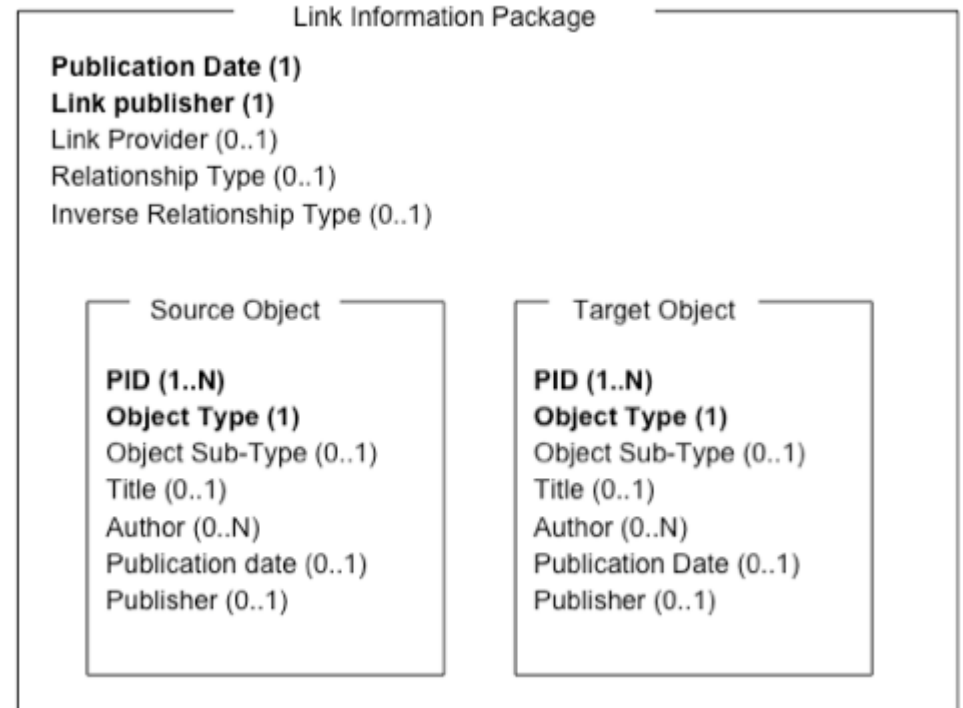 Link Information Package
Publication Date (1)
Link publisher (1)
Link Provider (0..1)
Relationship Type (0..1)
Inverse Relationship Type (0..1)
Source Object
PID (1..N)
Object Type (1)
Object Sub-Type (0..1)
Title (0..1)
Author (0..N)
Publication date (0..1)
Publisher (0..1)
Target Object
PID (1..N)
Object Type (1)
Object Sub-Type (0..1)
Title (0..1)
Author (0..N)
Publication Date (0..1)
Publisher (0..1)